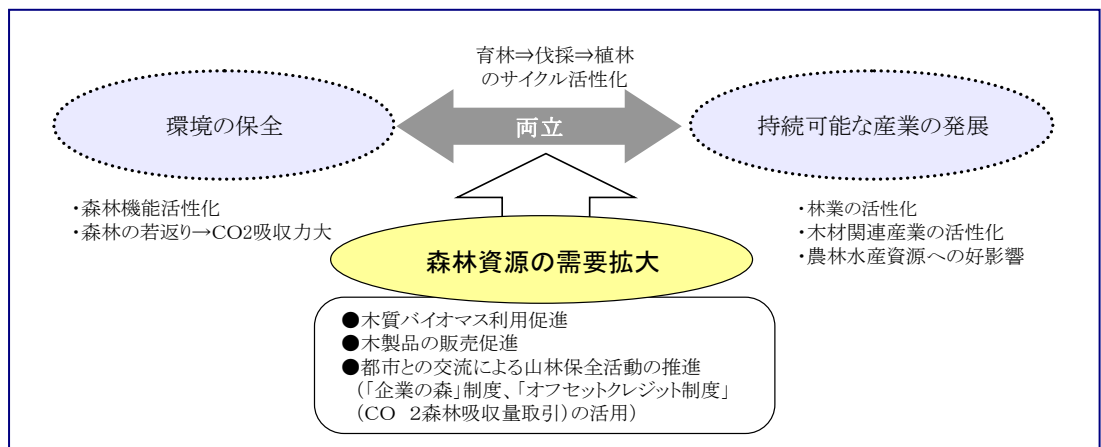 育林⇒伐採⇒植林
のサイクル活性化
環境の保全
両立
持続可能な産業の発展
・森林機能活性化
・森林の若返り→CO2吸収力大
・林業の活性化
・木材関連産業の活性化
・農林水産資源への好影響
森林資源の需要拡大
●木質バイオマス利用促進
●木製品の販売促進
●都市との交流による山林保全活動の推進
（「企業の森」制度、「オフセットクレジット制度」
（CO 2森林吸収量取引）の活用）